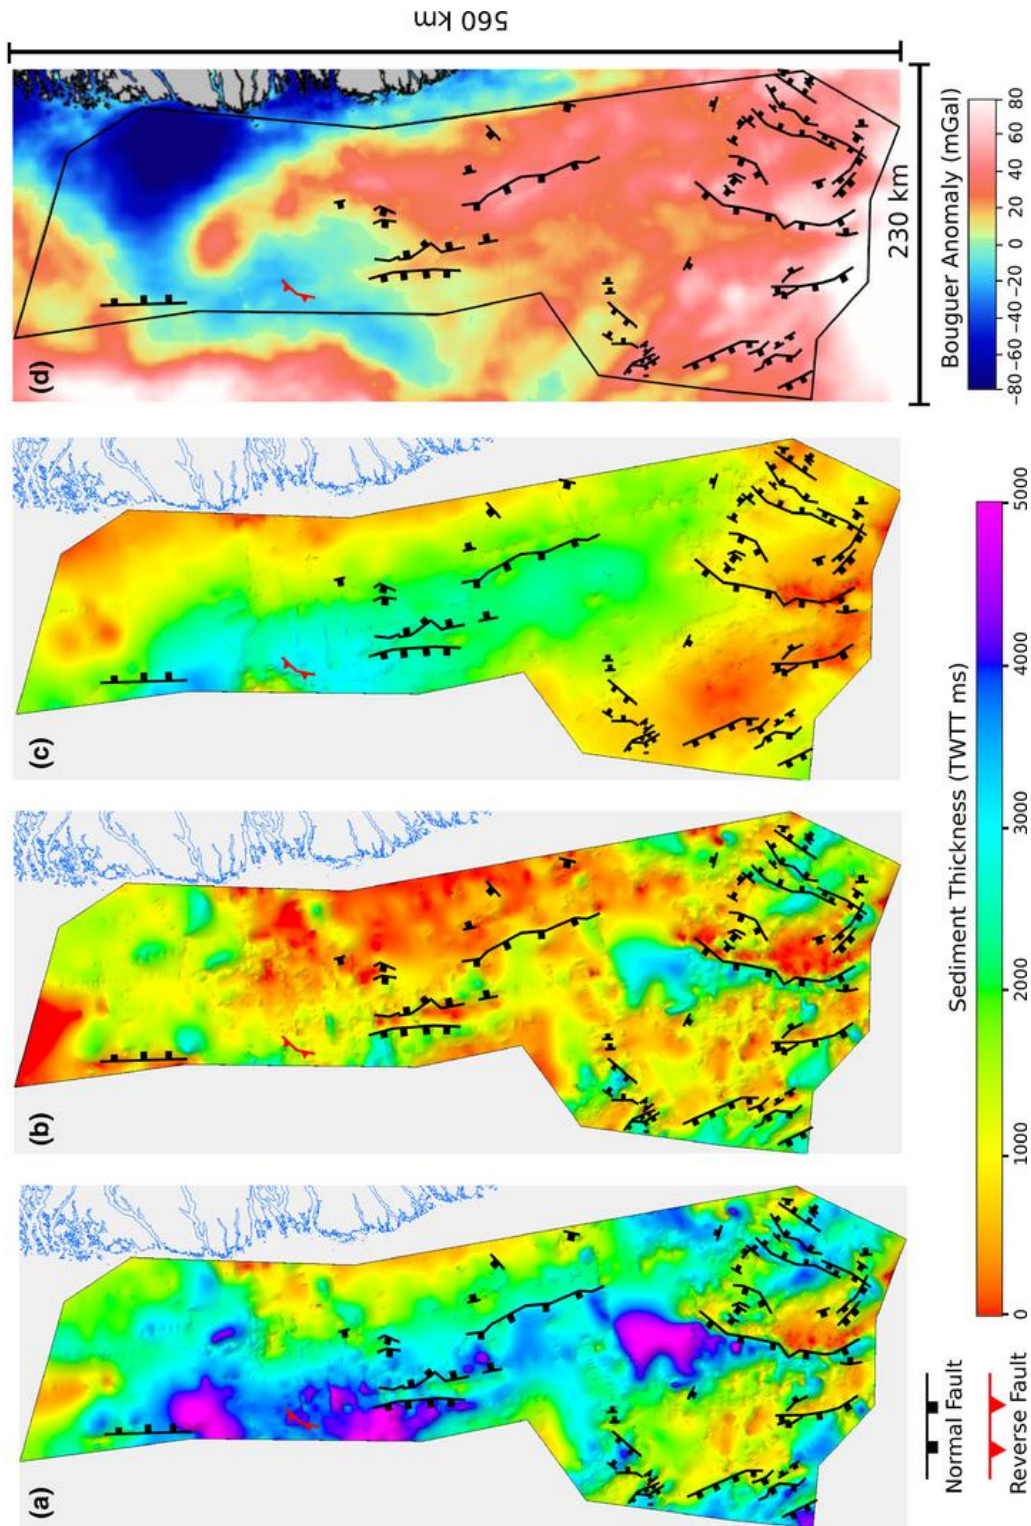 (a)
(b)
(c)
(d)
560 km
230 km
Normal Fault
Reverse Fault
0 1000 2000 3000 4000 5000
Sediment Thickness (TWTT ms)
−80 −60 −40 −20 0 20 40 60 80
Bouguer Anomaly (mGal)